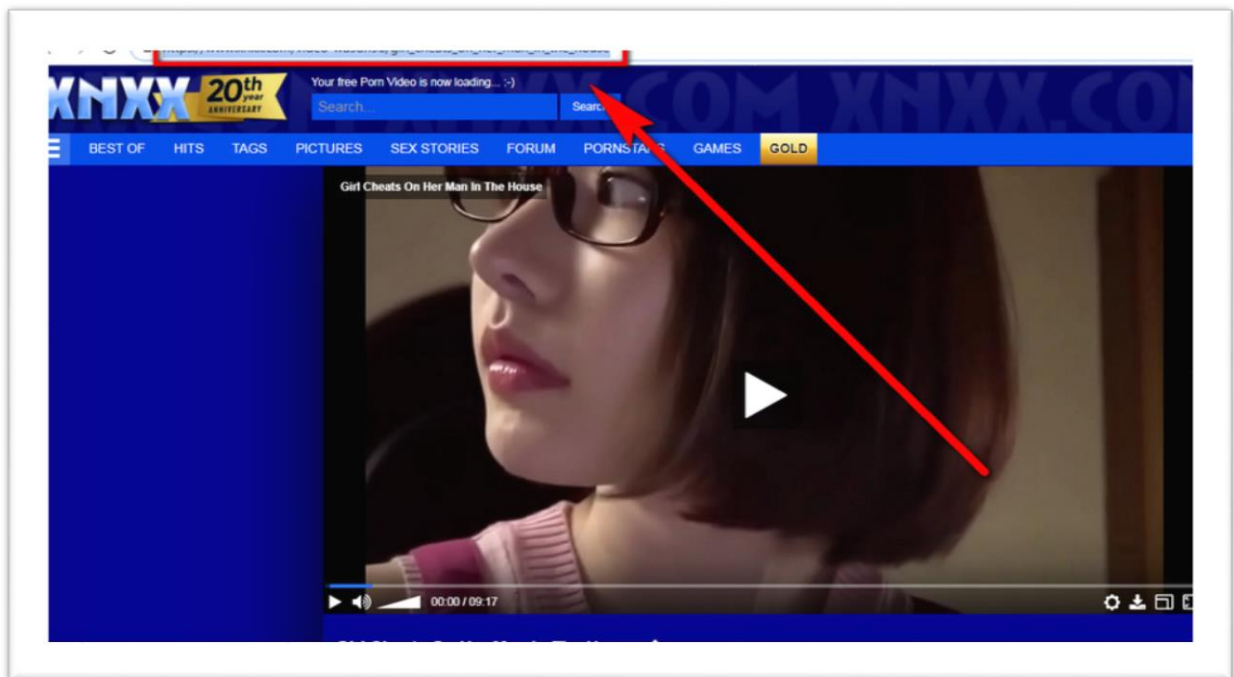 XNXX 20th year ANNIVERSARY
Your free Porn Video is now loading... :-)
Search...
BEST OF HITS TAGS PICTURES SEX STORIES FORUM GAMES GOLD
Girl Cheats On Her Man In The House
00:00 / 09:17